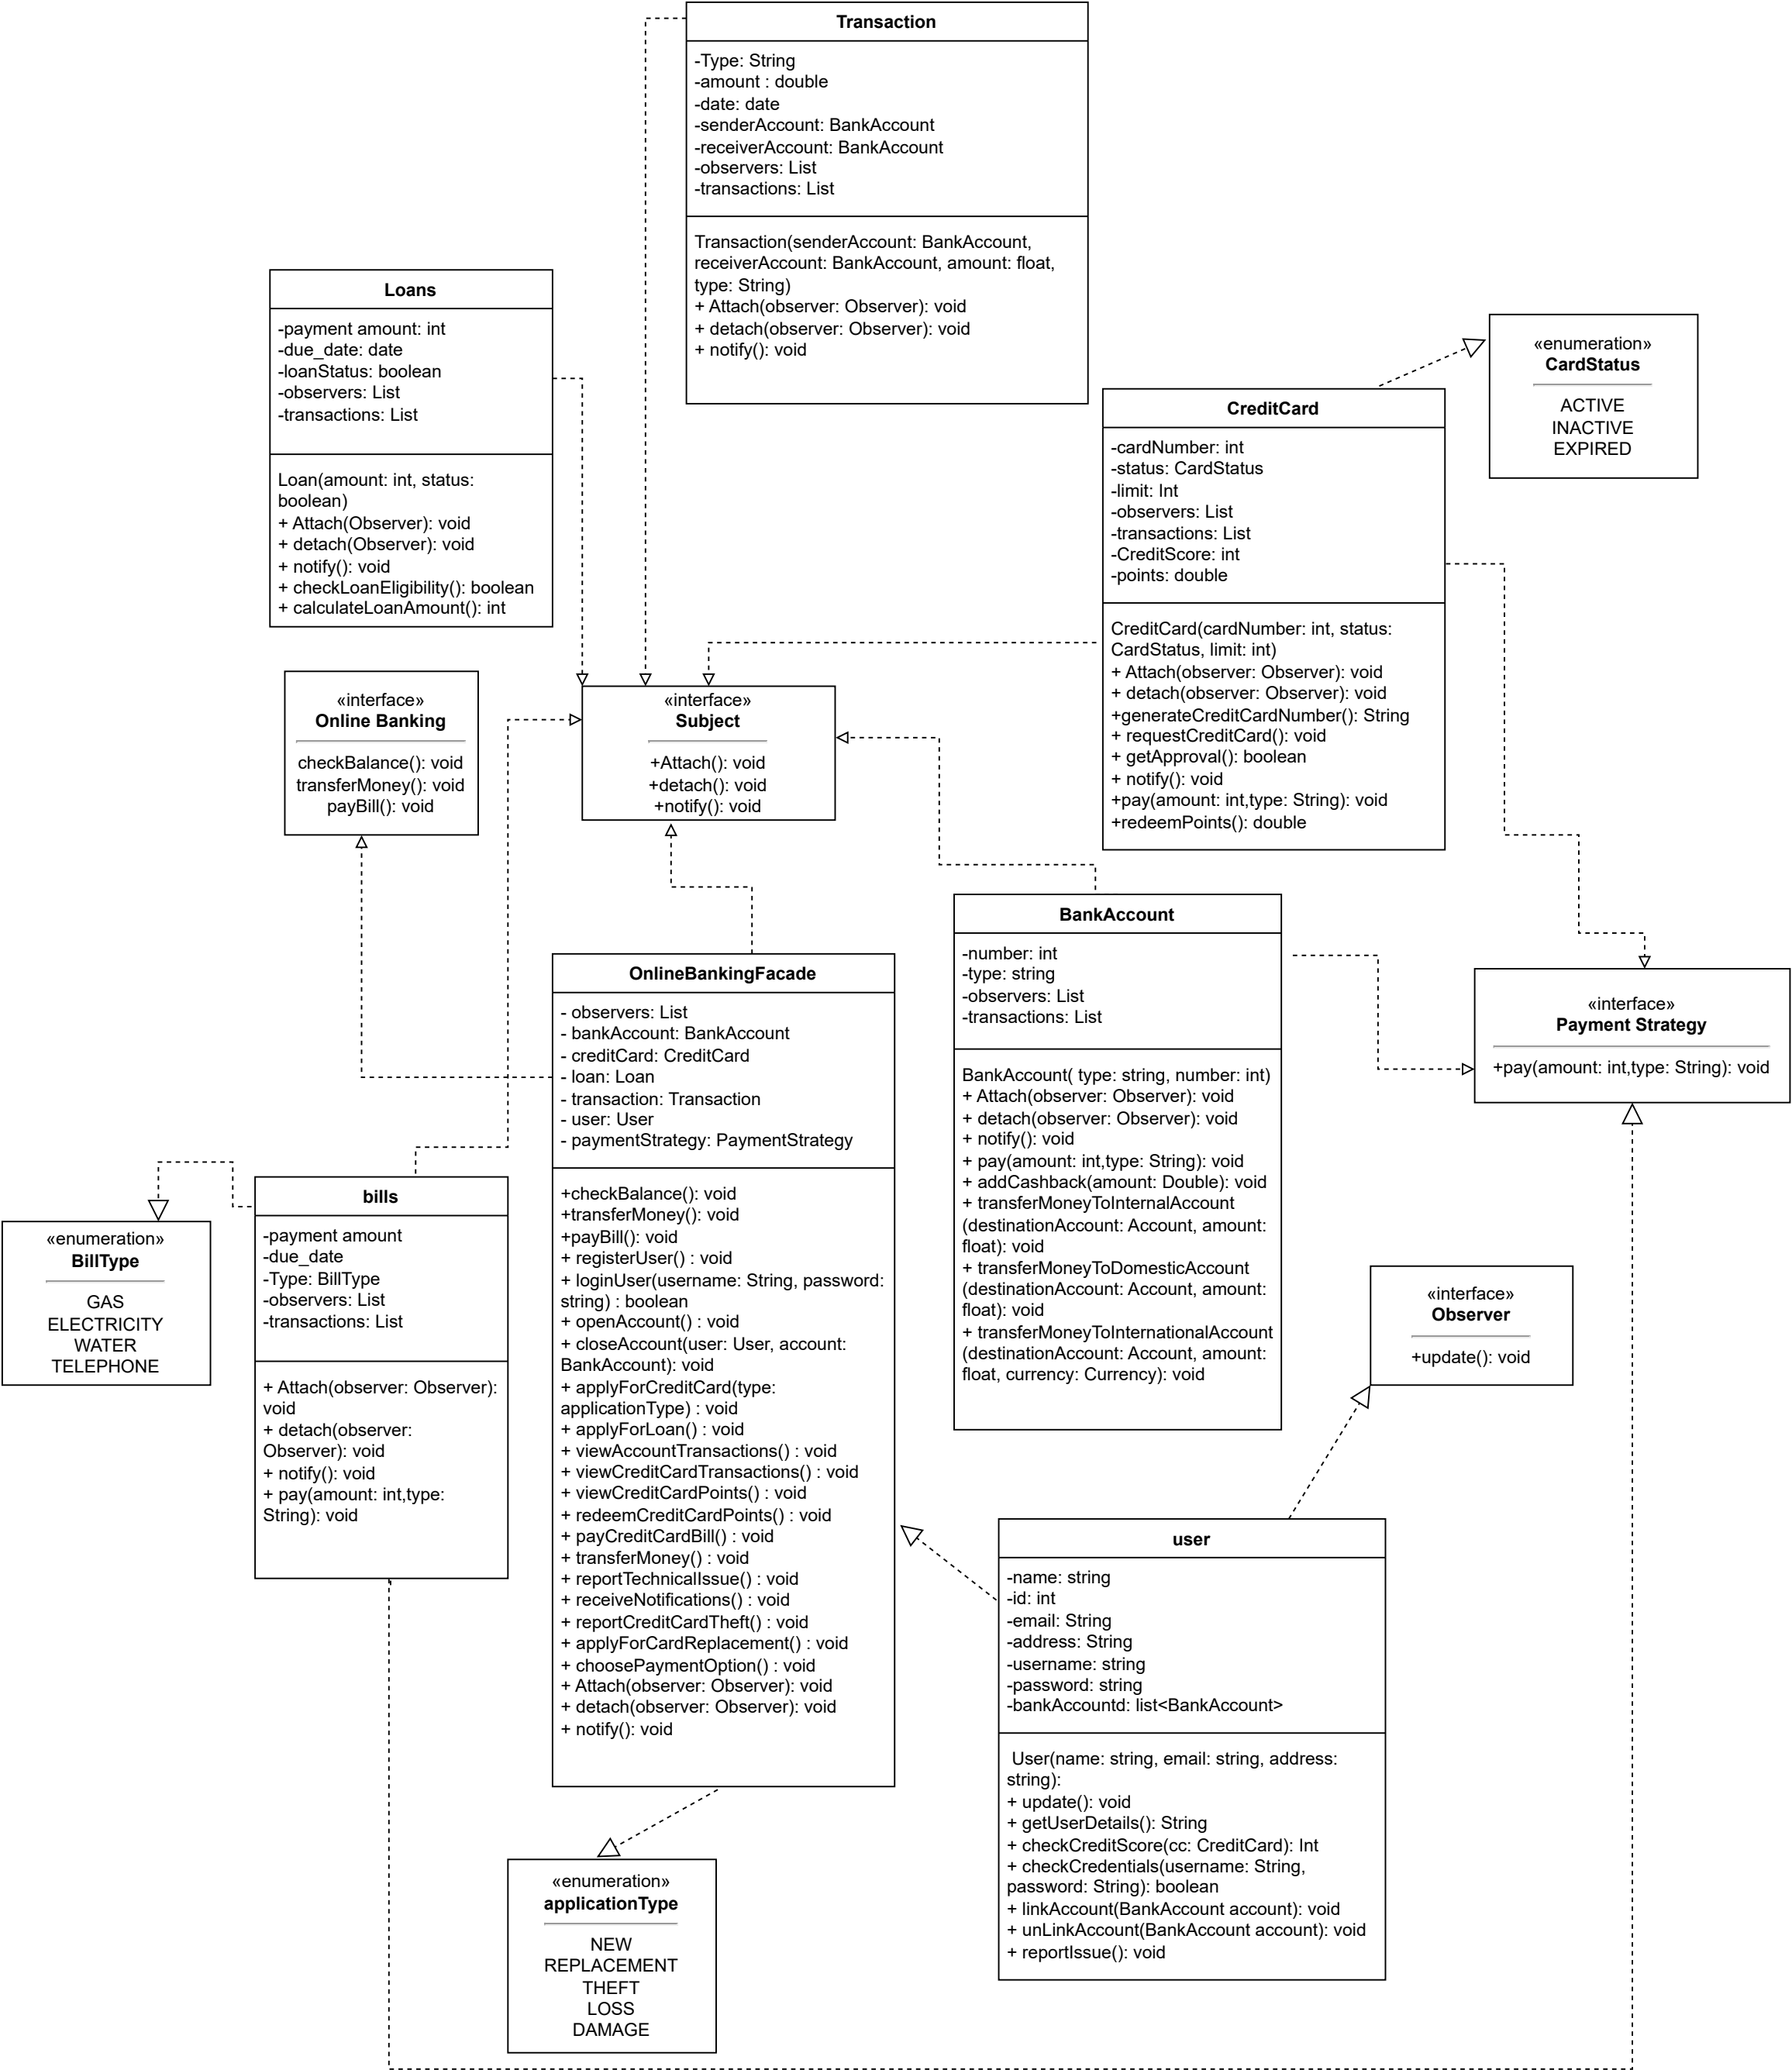 Transaction
-Type: String
-amount : double
-date: date
-senderAccount: BankAccount
-receiverAccount: BankAccount
-observers: List
-transactions: List
Transaction(senderAccount: BankAccount,
receiverAccount: BankAccount, amount: float,
type: String)
+ Attach(observer: Observer): void
+ detach(observer: Observer): void
+ notify(): void
Loans
-payment amount: int
-due_date: date
-loanStatus: boolean
-observers: List
-transactions: List
Loan(amount: int, status:
boolean)
+ Attach(Observer): void
+ detach(Observer): void
+ notify(): void
+ checkLoanEligibility(): boolean
+ calculateLoanAmount(): int
«enumeration»
CardStatus
ACTIVE
INACTIVE
EXPIRED
CreditCard
-cardNumber: int
-status: CardStatus
-limit: Int
-observers: List
-transactions: List
-CreditScore: int
-points: double
CreditCard(cardNumber: int, status:
CardStatus, limit: int)
+ Attach(observer: Observer): void
+ detach(observer: Observer): void
+generateCreditCardNumber(): String
+ requestCreditCard(): void
+ getApproval(): boolean
+ notify(): void
+pay(amount: int,type: String): void
+redeemPoints(): double
«interface»
Online Banking
checkBalance(): void
transferMoney(): void
payBill(): void
«interface»
Subject
+Attach(): void
+detach(): void
+notify(): void
BankAccount
-number: int
-type: string
-observers: List
-transactions: List
BankAccount( type: string, number: int)
+ Attach(observer: Observer): void
+ detach(observer: Observer): void
+ notify(): void
+ pay(amount: int,type: String): void
+ addCashback(amount: Double): void
+ transferMoneyToInternalAccount
(destinationAccount: Account, amount:
float): void
+ transferMoneyToDomesticAccount
(destinationAccount: Account, amount:
float): void
+ transferMoneyToInternationalAccount
(destinationAccount: Account, amount:
float, currency: Currency): void
«interface»
Payment Strategy
+pay(amount: int,type: String): void
OnlineBankingFacade
- observers: List
- bankAccount: BankAccount
- creditCard: CreditCard
- loan: Loan
- transaction: Transaction
- user: User
- paymentStrategy: PaymentStrategy
+checkBalance(): void
+transferMoney(): void
+payBill(): void
+ registerUser() : void
+ loginUser(username: String, password:
string) : boolean
+ openAccount() : void
+ closeAccount(user: User, account:
BankAccount): void
+ applyForCreditCard(type:
applicationType) : void
+ applyForLoan() : void
+ viewAccountTransactions() : void
+ viewCreditCardTransactions() : void
+ viewCreditCardPoints() : void
+ redeemCreditCardPoints() : void
+ payCreditCardBill() : void
+ transferMoney() : void
+ reportTechnicalIssue() : void
+ receiveNotifications() : void
+ reportCreditCardTheft() : void
+ applyForCardReplacement() : void
+ choosePaymentOption() : void
+ Attach(observer: Observer): void
+ detach(observer: Observer): void
+ notify(): void
bills
-payment amount
-due_date
-Type: BillType
-observers: List
-transactions: List
+ Attach(observer: Observer):
void
+ detach(observer:
Observer): void
+ notify(): void
+ pay(amount: int,type:
String): void
«enumeration»
BillType
GAS
ELECTRICITY
WATER
TELEPHONE
«interface»
Observer
+update(): void
user
-name: string
-id: int
-email: String
-address: String
-username: string
-password: string
-bankAccountd: list<BankAccount>
User(name: string, email: string, address:
string):
+ update(): void
+ getUserDetails(): String
+ checkCreditScore(cc: CreditCard): Int
+ checkCredentials(username: String,
password: String): boolean
+ linkAccount(BankAccount account): void
+ unLinkAccount(BankAccount account): void
+ reportIssue(): void
«enumeration»
applicationType
NEW
REPLACEMENT
THEFT
LOSS
DAMAGE